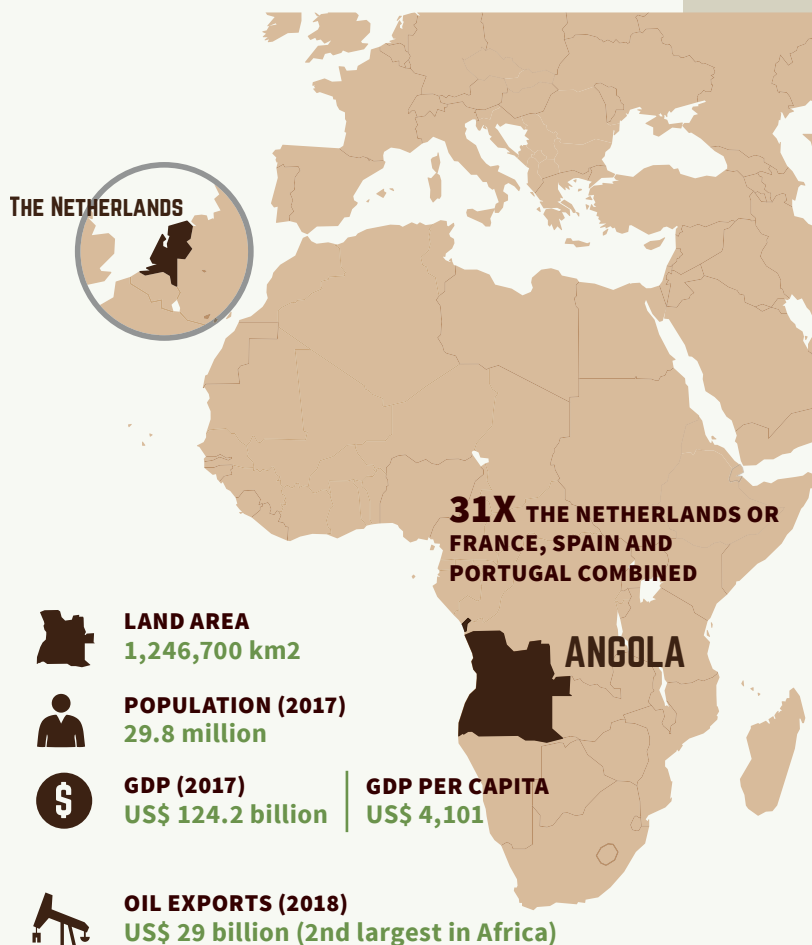 The Netherlands
31X THE NETHERLANDS OR
FRANCE, SPAIN AND
PORTUGAL COMBINED
ANGOLA
LAND AREA
1,246,700 km2
POPULATION (2017)
29.8 million
GDP (2017)
US$ 124.2 billion
GDP PER CAPITA
US$ 4,101
OIL EXPORTS (2018)
US$ 29 billion (2nd largest in Africa)